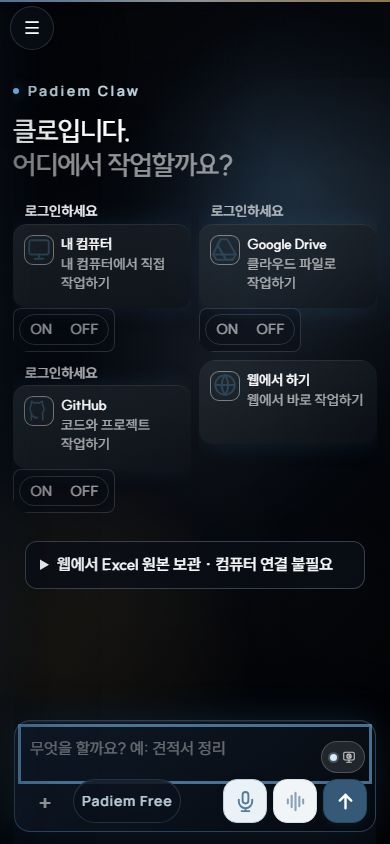 Padiem Claw
클로입니다.
어디에서 작업할까요?
로그인하세요
내 컴퓨터
내 컴퓨터에서 직접
작업하기
ON OFF
로그인하세요
Google Drive
클라우드 파일로
작업하기
ON OFF
로그인하세요
GitHub
코드와 프로젝트
작업하기
ON OFF
웹에서 하기
웹에서 바로 작업하기
▶ 웹에서 Excel 원본 보관 · 컴퓨터 연결 불필요
무엇을 할까요? 예: 견적서 정리
+ Padiem Free